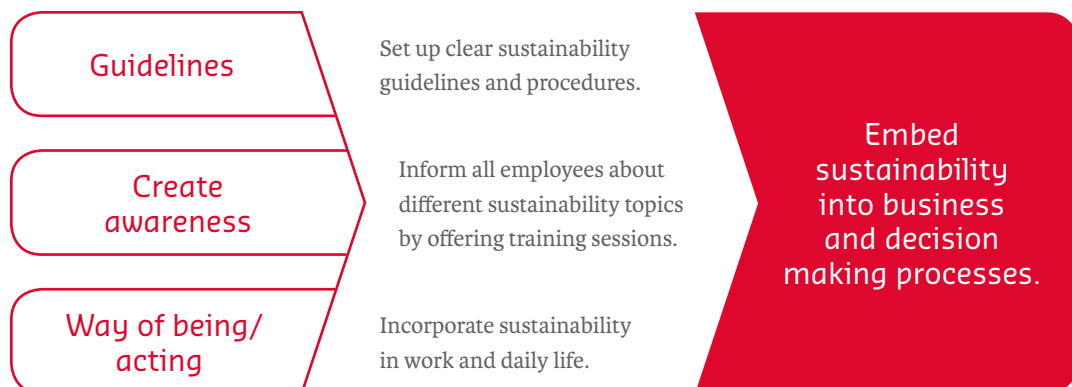 Guidelines
Set up clear sustainability
guidelines and procedures.
Create
awareness
Inform all employees about
different sustainability topics
by offering training sessions.
Way of being/
acting
Incorporate sustainability
in work and daily life.
Embed
sustainability
into business
and decision
making processes.